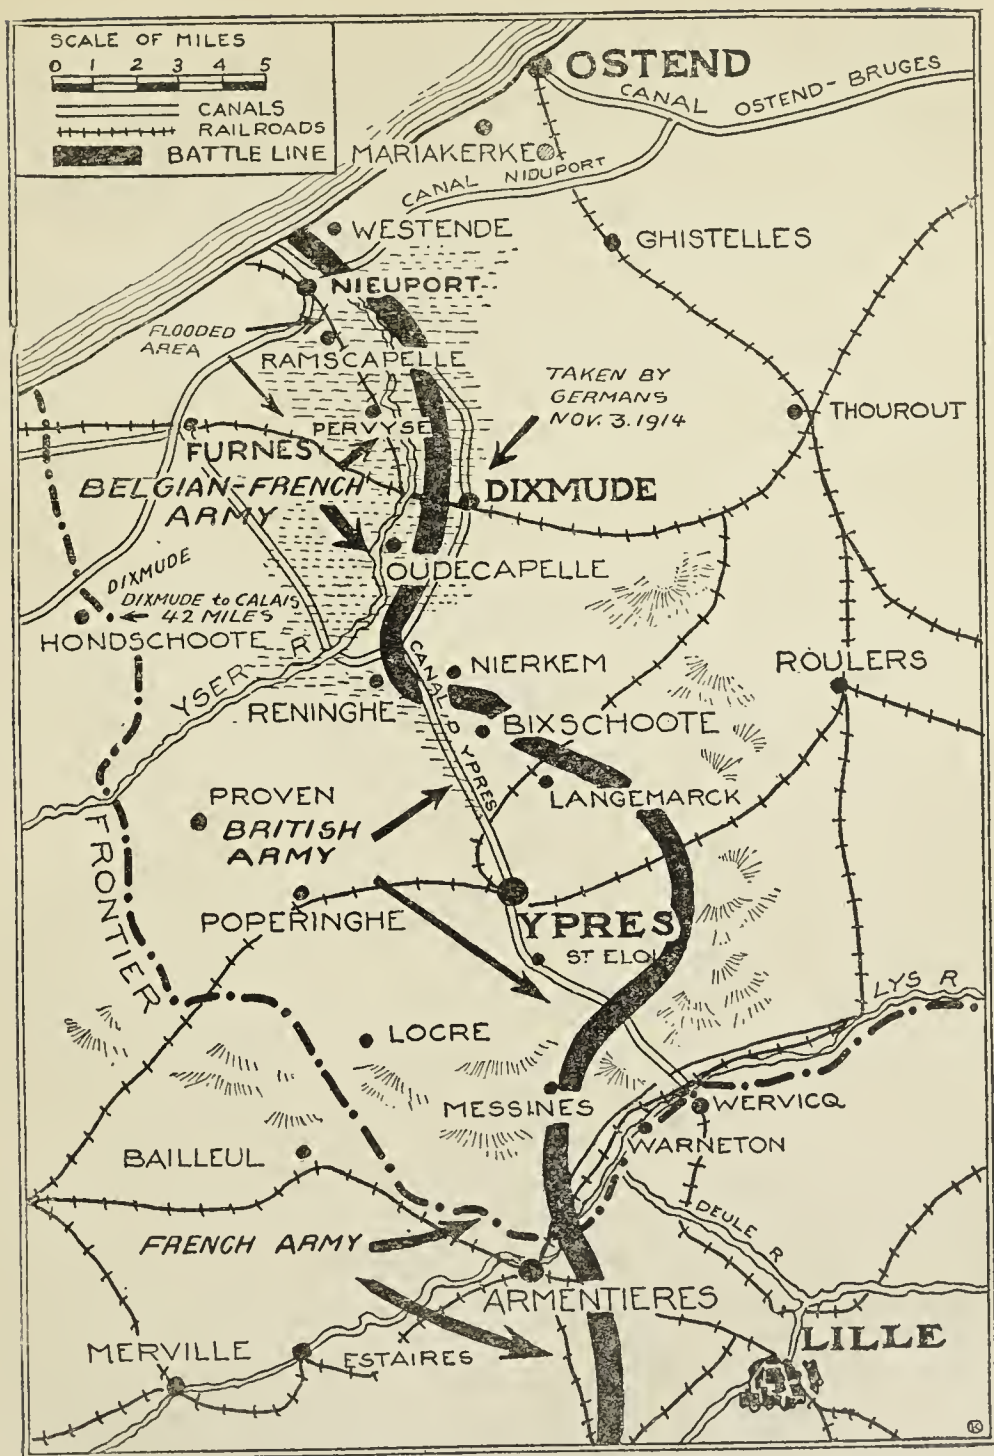 SCALE OF MILES
0 1 2 3 4 5
CANALS
RAILROADS
BATTLE LINE
OSTEND
CANAL OSTEND-BRUGES
MARIAKERKE
CANAL NIDUPORT
WESTENDE
GHISTELLES
NIEUPORT
FLOODED
AREA
RAMSCAPELLE
TAKEN BY
GERMANS
NOV. 3. 1914
THOUROUT
PERVYSE
FURNES
BELGIAN-FRENCH
ARMY
DIXMUDE
OUDECAPELLE
DIXMUDE
DIXMUDE to CALAIS
42 MILES
HONDSCHOOTE
YSER R
CANAL D YPRES
NIERKEM
ROULERS
RENINGHE
BIXSCHOOTE
LANGEMARCK
PROVEN
BRITISH
ARMY
FRONTIER
POPERINGHE
YPRES
ST ELOI
LYS R
LOCRE
MESSINES
WERVICQ
WARNETON
BAILLEUL
DEULE R
FRENCH ARMY
ARMENTIERES
LILLE
MERVILLE
ESTAIRES
K